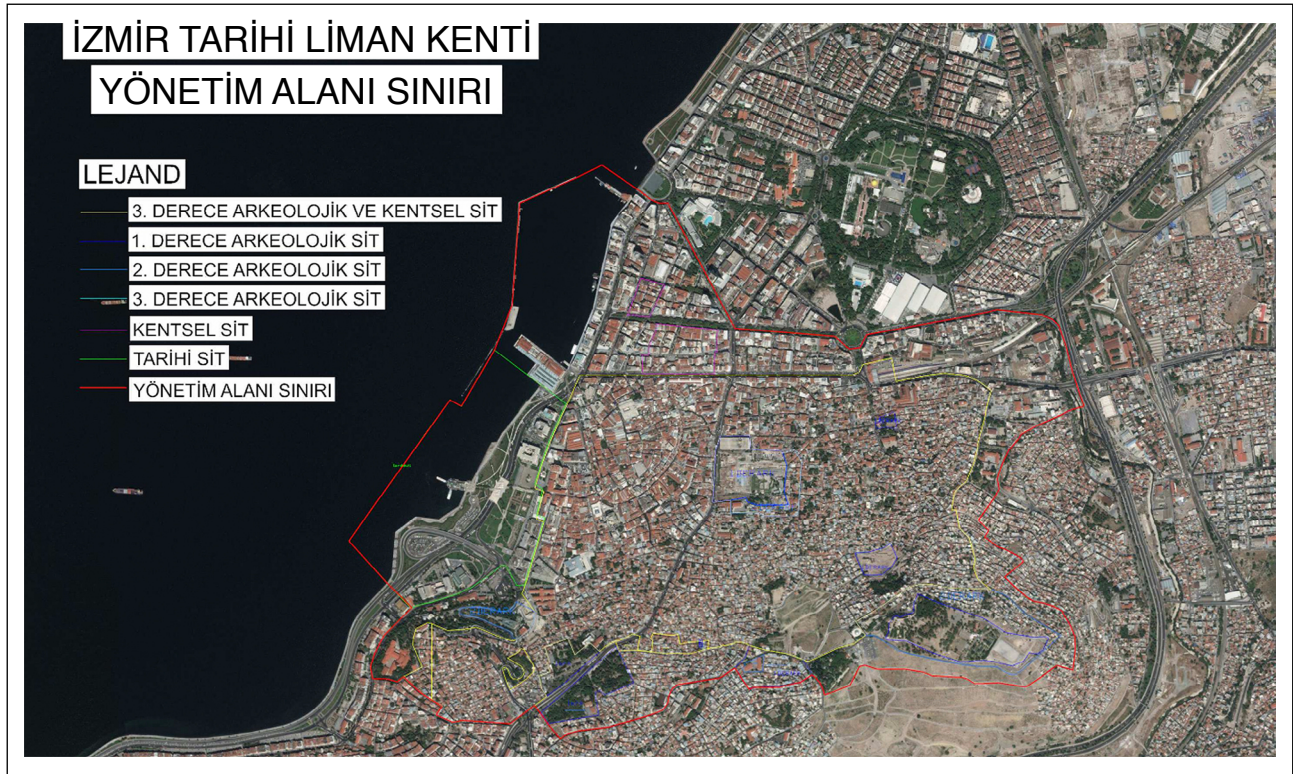 İZMİR TARİHİ LİMAN KENTİ
YÖNETİM ALANI SINIRI
LEJAND
3. DERECE ARKEOLOJİK VE KENTSEL SİT
1. DERECE ARKEOLOJİK SİT
2. DERECE ARKEOLOJİK SİT
3. DERECE ARKEOLOJİK SİT
KENTSEL SİT
TARİHİ SİT
YÖNETİM ALANI SINIRI